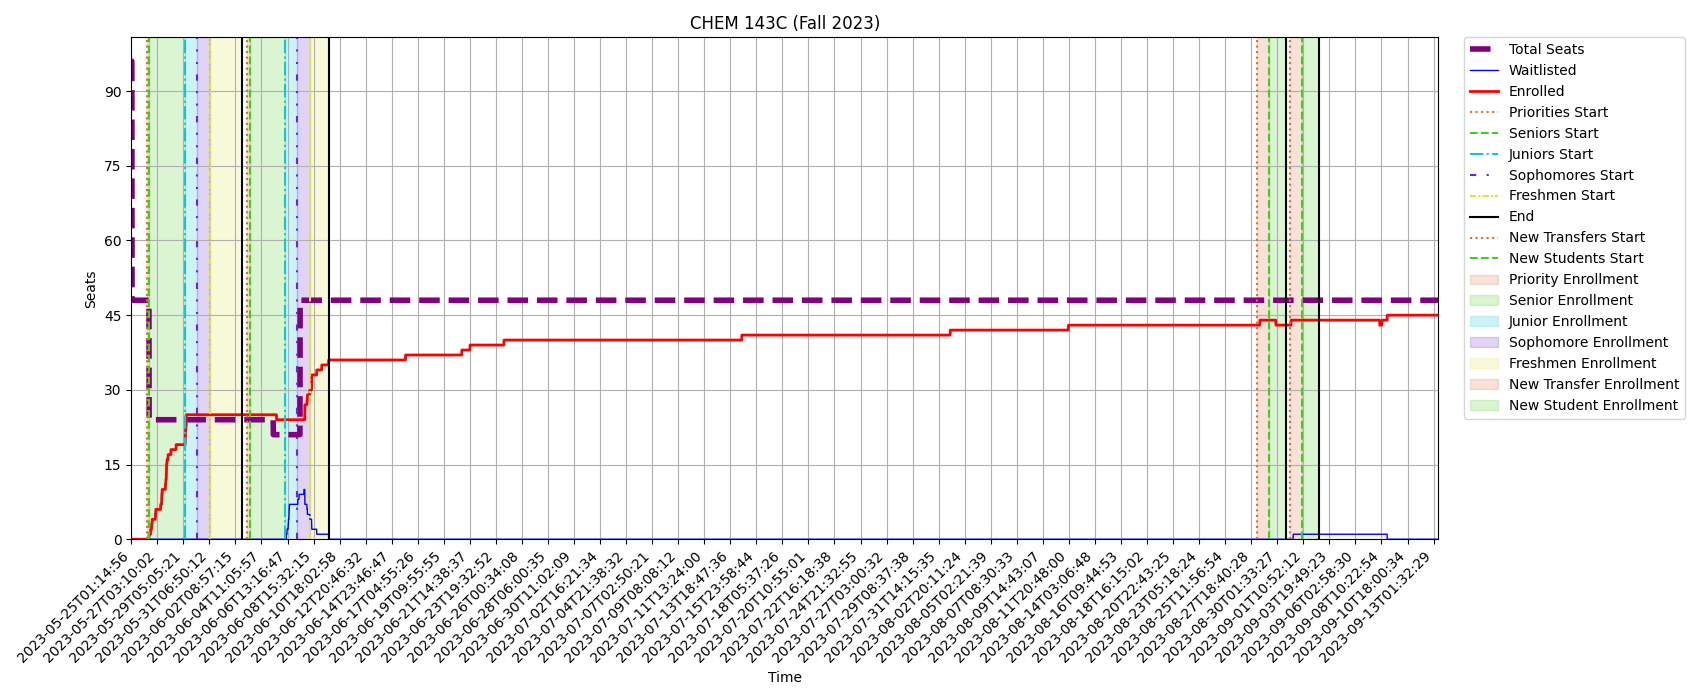 CHEM 143C (Fall 2023)
Seats
90
75
60
45
30
15
0
2023-05-25T01:14:56
2023-05-27T03:10:02
2023-05-29T05:05:21
2023-05-31T06:50:12
2023-06-02T08:57:15
2023-06-04T11:05:57
2023-06-06T13:16:47
2023-06-08T15:32:15
2023-06-10T18:02:58
2023-06-12T20:46:32
2023-06-14T23:46:47
2023-06-17T04:55:26
2023-06-19T09:55:55
2023-06-21T14:38:37
2023-06-23T19:32:52
2023-06-26T00:34:08
2023-06-28T06:00:35
2023-06-30T11:02:09
2023-07-02T16:21:34
2023-07-04T21:38:32
2023-07-07T02:50:21
2023-07-09T08:08:12
2023-07-11T13:24:00
2023-07-13T18:47:36
2023-07-15T23:58:44
2023-07-18T05:37:26
2023-07-20T10:55:01
2023-07-22T16:18:39
2023-07-24T21:32:55
2023-07-27T03:00:32
2023-07-29T08:37:38
2023-07-31T14:15:35
2023-08-02T20:11:24
2023-08-05T02:21:39
2023-08-07T08:30:33
2023-08-09T14:43:07
2023-08-11T20:48:00
2023-08-14T03:06:48
2023-08-16T09:44:53
2023-08-18T16:15:02
2023-08-20T22:43:25
2023-08-23T05:18:24
2023-08-25T11:56:54
2023-08-27T18:40:28
2023-08-30T01:33:27
2023-09-01T10:52:12
2023-09-03T19:49:23
2023-09-06T02:58:30
2023-09-08T10:22:54
2023-09-10T18:00:34
2023-09-13T01:32:29
Time
Total Seats
Waitlisted
Enrolled
Priorities Start
Seniors Start
Juniors Start
Sophomores Start
Freshmen Start
End
New Transfers Start
New Students Start
Priority Enrollment
Senior Enrollment
Junior Enrollment
Sophomore Enrollment
Freshmen Enrollment
New Transfer Enrollment
New Student Enrollment